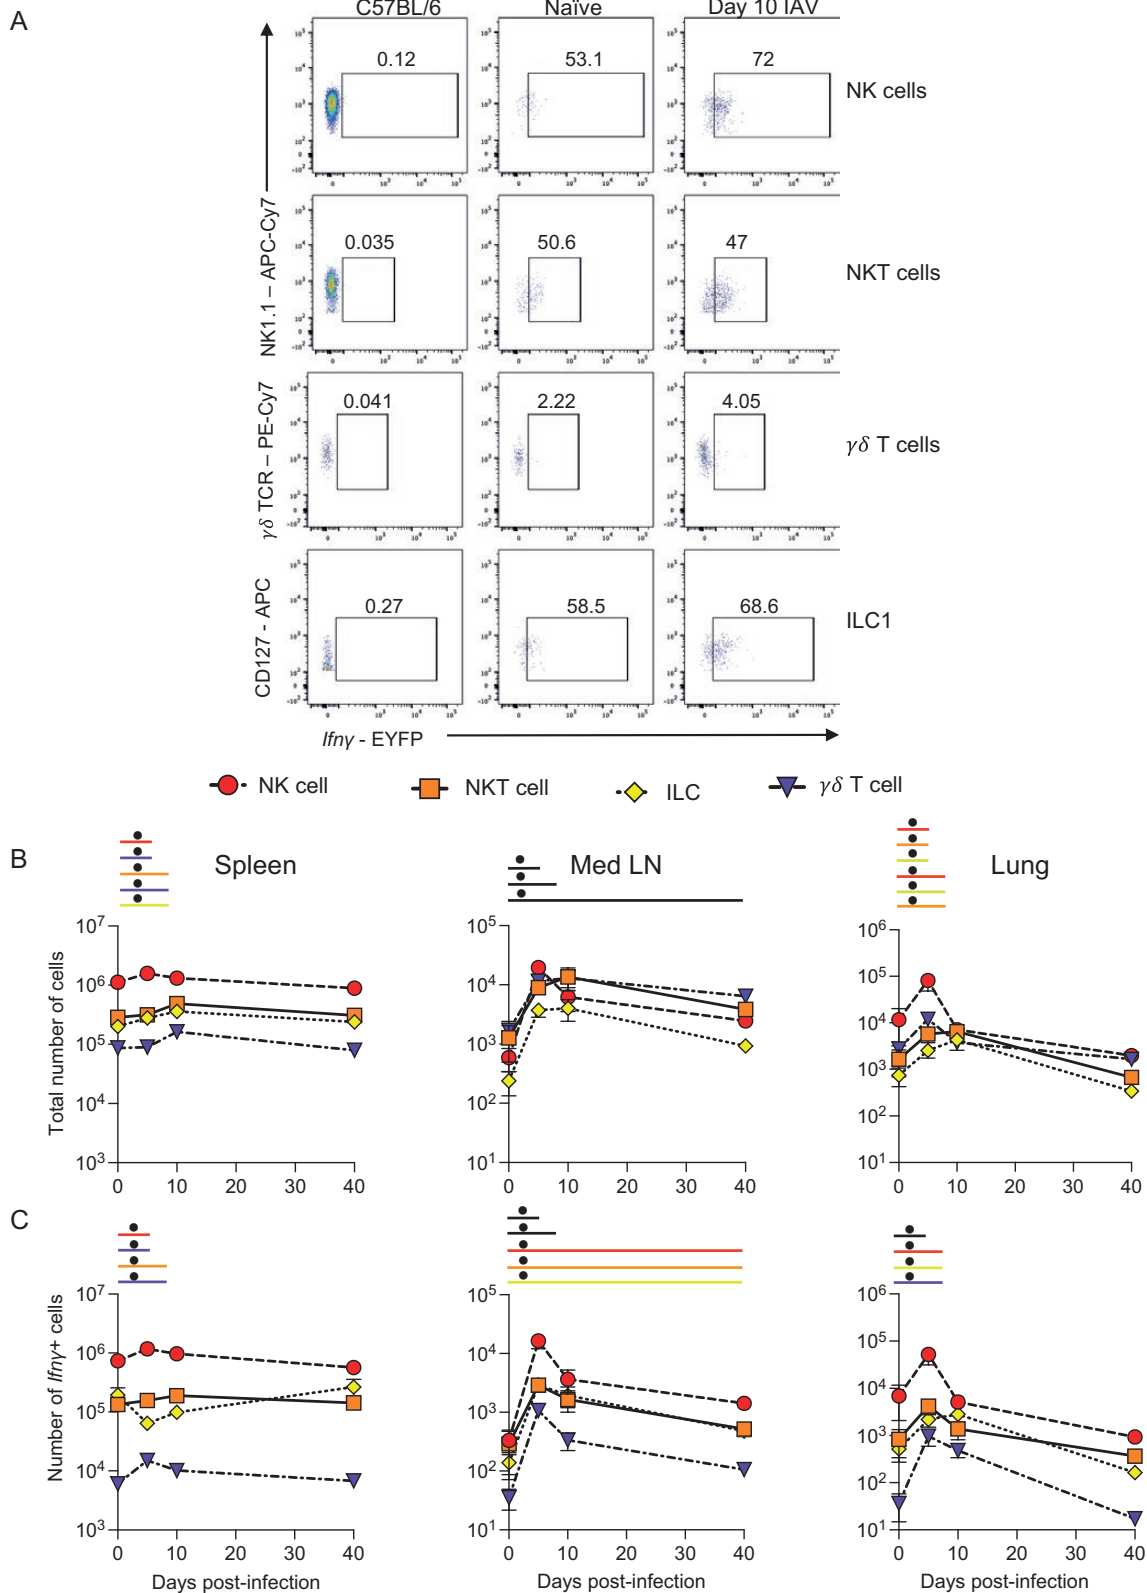 A
C57BL/6 Naïve Day 10 IAV
0.12 53.1 72
NK cells
0.035 50.6 47
NKT cells
0.041 2.22 4.05
γδ T cells
0.27 58.5 68.6
ILC1
NK1.1 – APC-Cy7
γδ TCR – PE-Cy7
CD127 - APC
Ifnγ - EYFP
NK cell NKT cell ILC γδ T cell
B
Spleen Med LN Lung
Total number of cells
10⁷
10⁶
10⁵
10⁴
10³
0 10 20 30 40
10⁵
10⁴
10³
10²
10¹
0 10 20 30 40
10⁶
10⁵
10⁴
10³
10²
10¹
0 10 20 30 40
C
Number of Ifnγ+ cells
10⁷
10⁶
10⁵
10⁴
10³
0 10 20 30 40
Days post-infection
10⁵
10⁴
10³
10²
10¹
0 10 20 30 40
Days post-infection
10⁶
10⁵
10⁴
10³
10²
10¹
0 10 20 30 40
Days post-infection